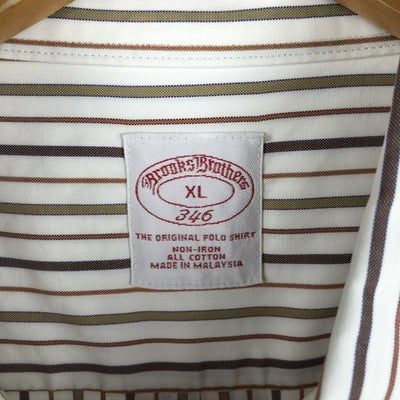 Brooks Brothers
XL
346
THE ORIGINAL POLO SHIRT
NON-IRON
ALL COTTON
MADE IN MALAYSIA